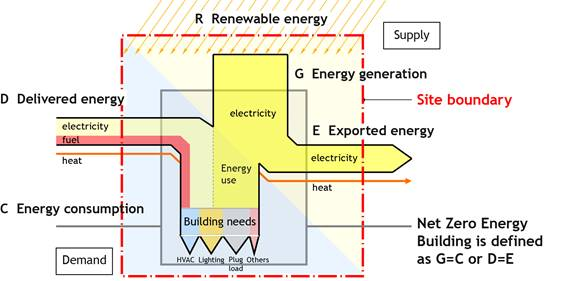 R Renewable energy
Supply
G Energy generation
D Delivered energy
Site boundary
electricity
electricity
fuel
E Exported energy
electricity
heat
Energy
use
heat
C Energy consumption
Building needs
Net Zero Energy
Building is defined
as G=C or D=E
Demand
HVAC Lighting Plug Others
load